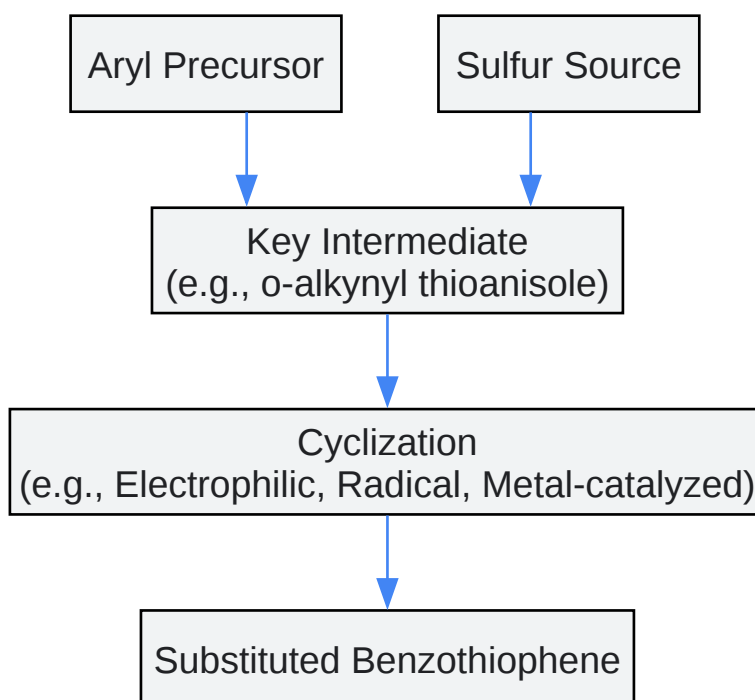 Aryl Precursor
Sulfur Source
Key Intermediate
(e.g., o-alkynyl thioanisole)
Cyclization
(e.g., Electrophilic, Radical, Metal-catalyzed)
Substituted Benzothiophene